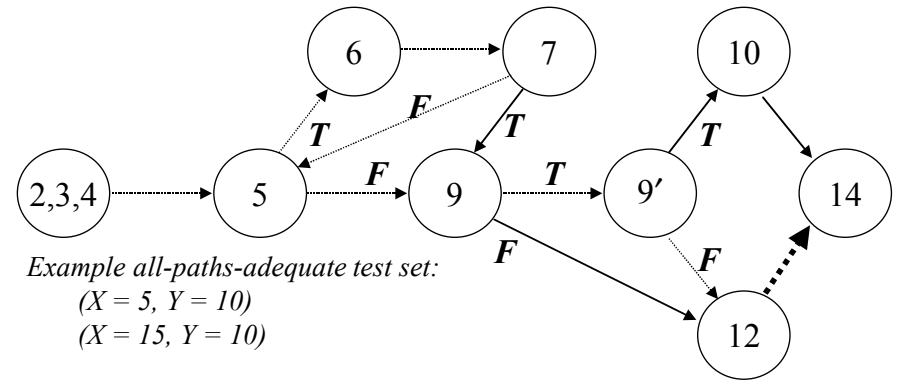 6
7
10
F
T
T
T
2,3,4
5
F
9
T
9′
14
F
F
Example all-paths-adequate test set:
(X = 5, Y = 10)
(X = 15, Y = 10)
12